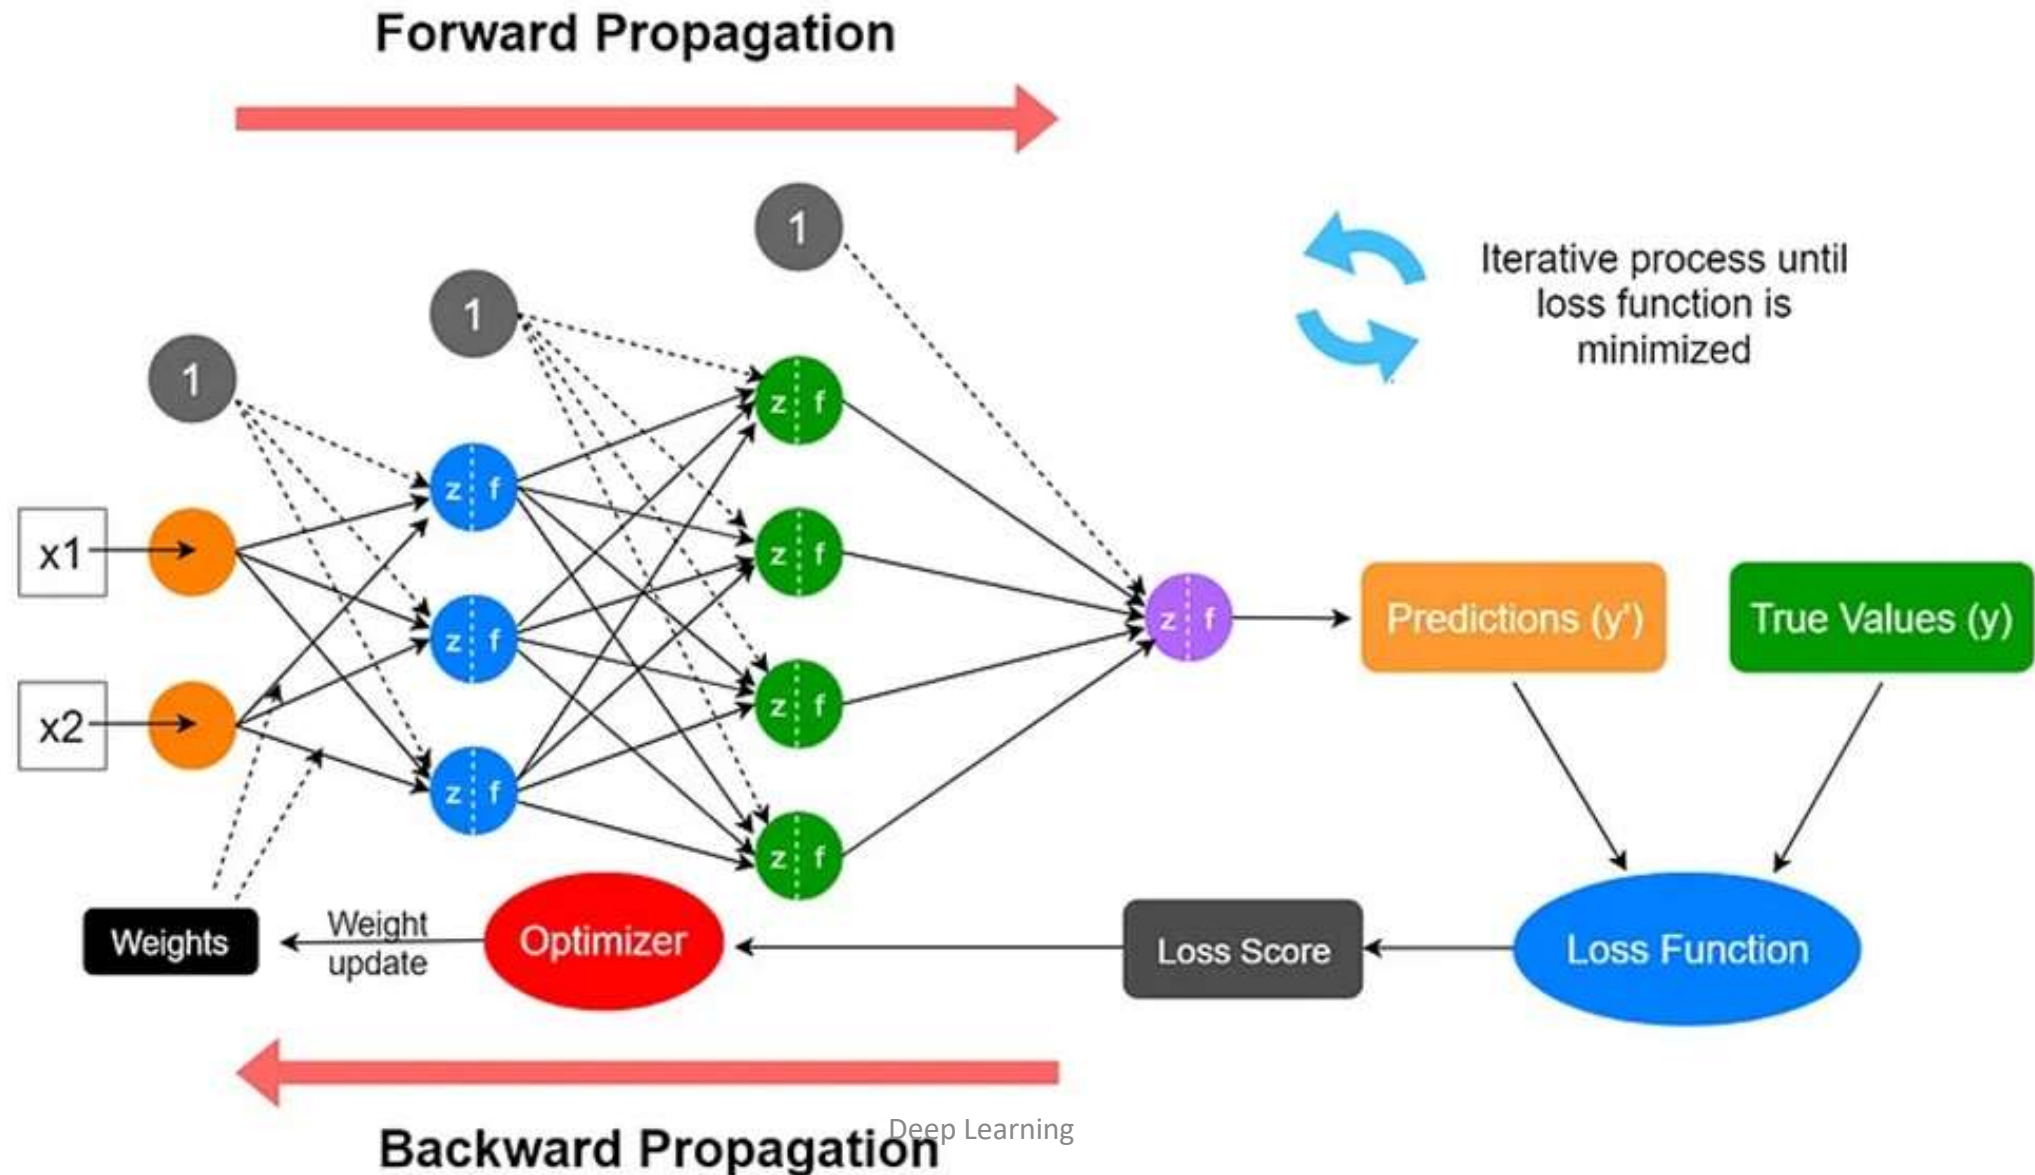 Forward Propagation
1
1
1
Iterative process until
loss function is
minimized
z f
z f
x1
z f
z f
z f
z f
Predictions (y')
True Values (y)
x2
z f
z f
z f
Weights
Weight
update
Optimizer
Loss Score
Loss Function
Backward Propagation
Deep Learning